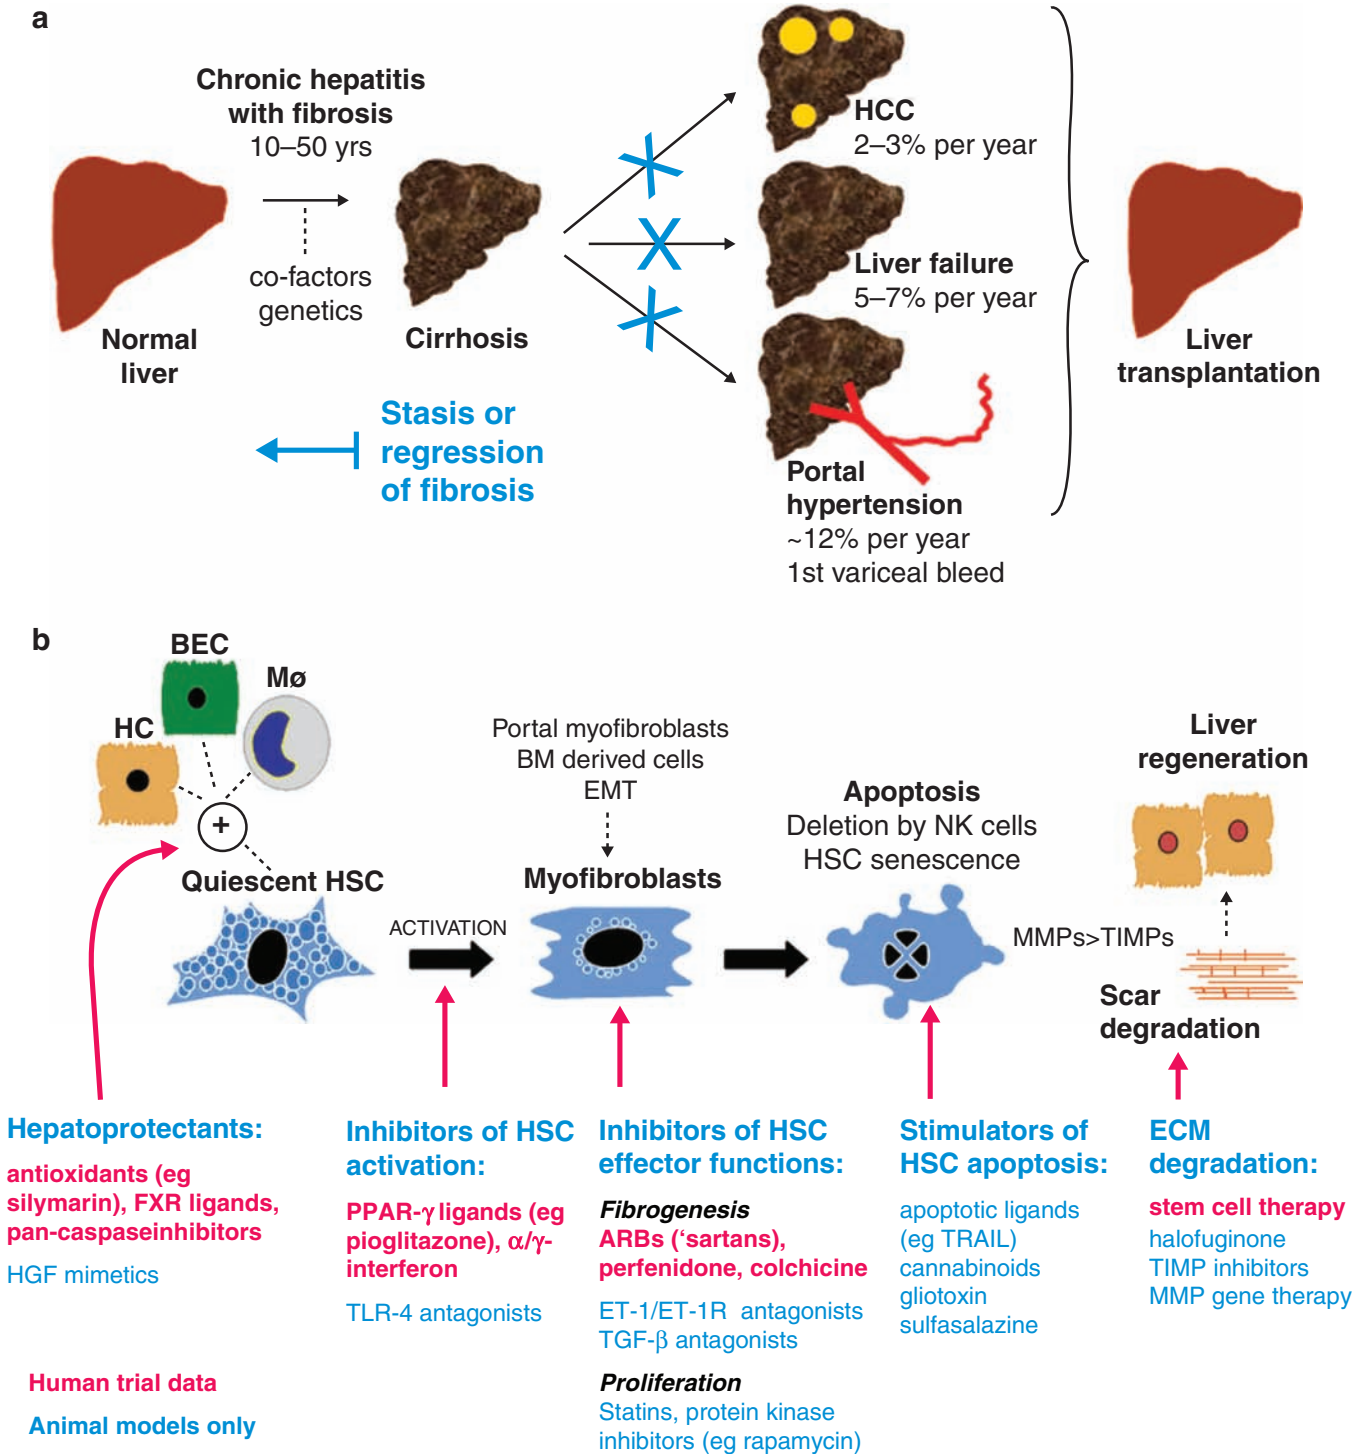 a
Chronic hepatitis
with fibrosis
10–50 yrs
co-factors
genetics
Normal
liver
Cirrhosis
HCC
2–3% per year
Liver failure
5–7% per year
Portal
hypertension
~12% per year
1st variceal bleed
Liver
transplantation
Stasis or
regression
of fibrosis
b
BEC
Mø
HC
+
Quiescent HSC
ACTIVATION
Portal myofibroblasts
BM derived cells
EMT
Myofibroblasts
Apoptosis
Deletion by NK cells
HSC senescence
MMPs>TIMPs
Liver
regeneration
Scar
degradation
Hepatoprotectants:
antioxidants (eg
silymarin), FXR ligands,
pan-caspaseinhibitors
HGF mimetics
Inhibitors of HSC
activation:
PPAR-γ ligands (eg
pioglitazone), α/γ-
interferon
TLR-4 antagonists
Inhibitors of HSC
effector functions:
Fibrogenesis
ARBs (‘sartans),
perfenidone, colchicine
ET-1/ET-1R antagonists
TGF-β antagonists
Proliferation
Statins, protein kinase
inhibitors (eg rapamycin)
Stimulators of
HSC apoptosis:
apoptotic ligands
(eg TRAIL)
cannabinoids
gliotoxin
sulfasalazine
ECM
degradation:
stem cell therapy
halofuginone
TIMP inhibitors
MMP gene therapy
Human trial data
Animal models only